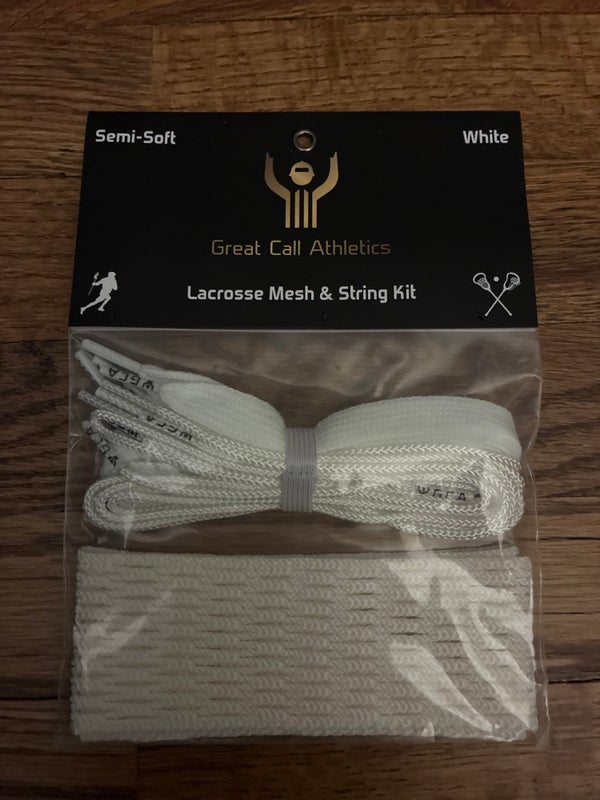 Semi-Soft
White
Great Call Athletics
Lacrosse Mesh & String Kit